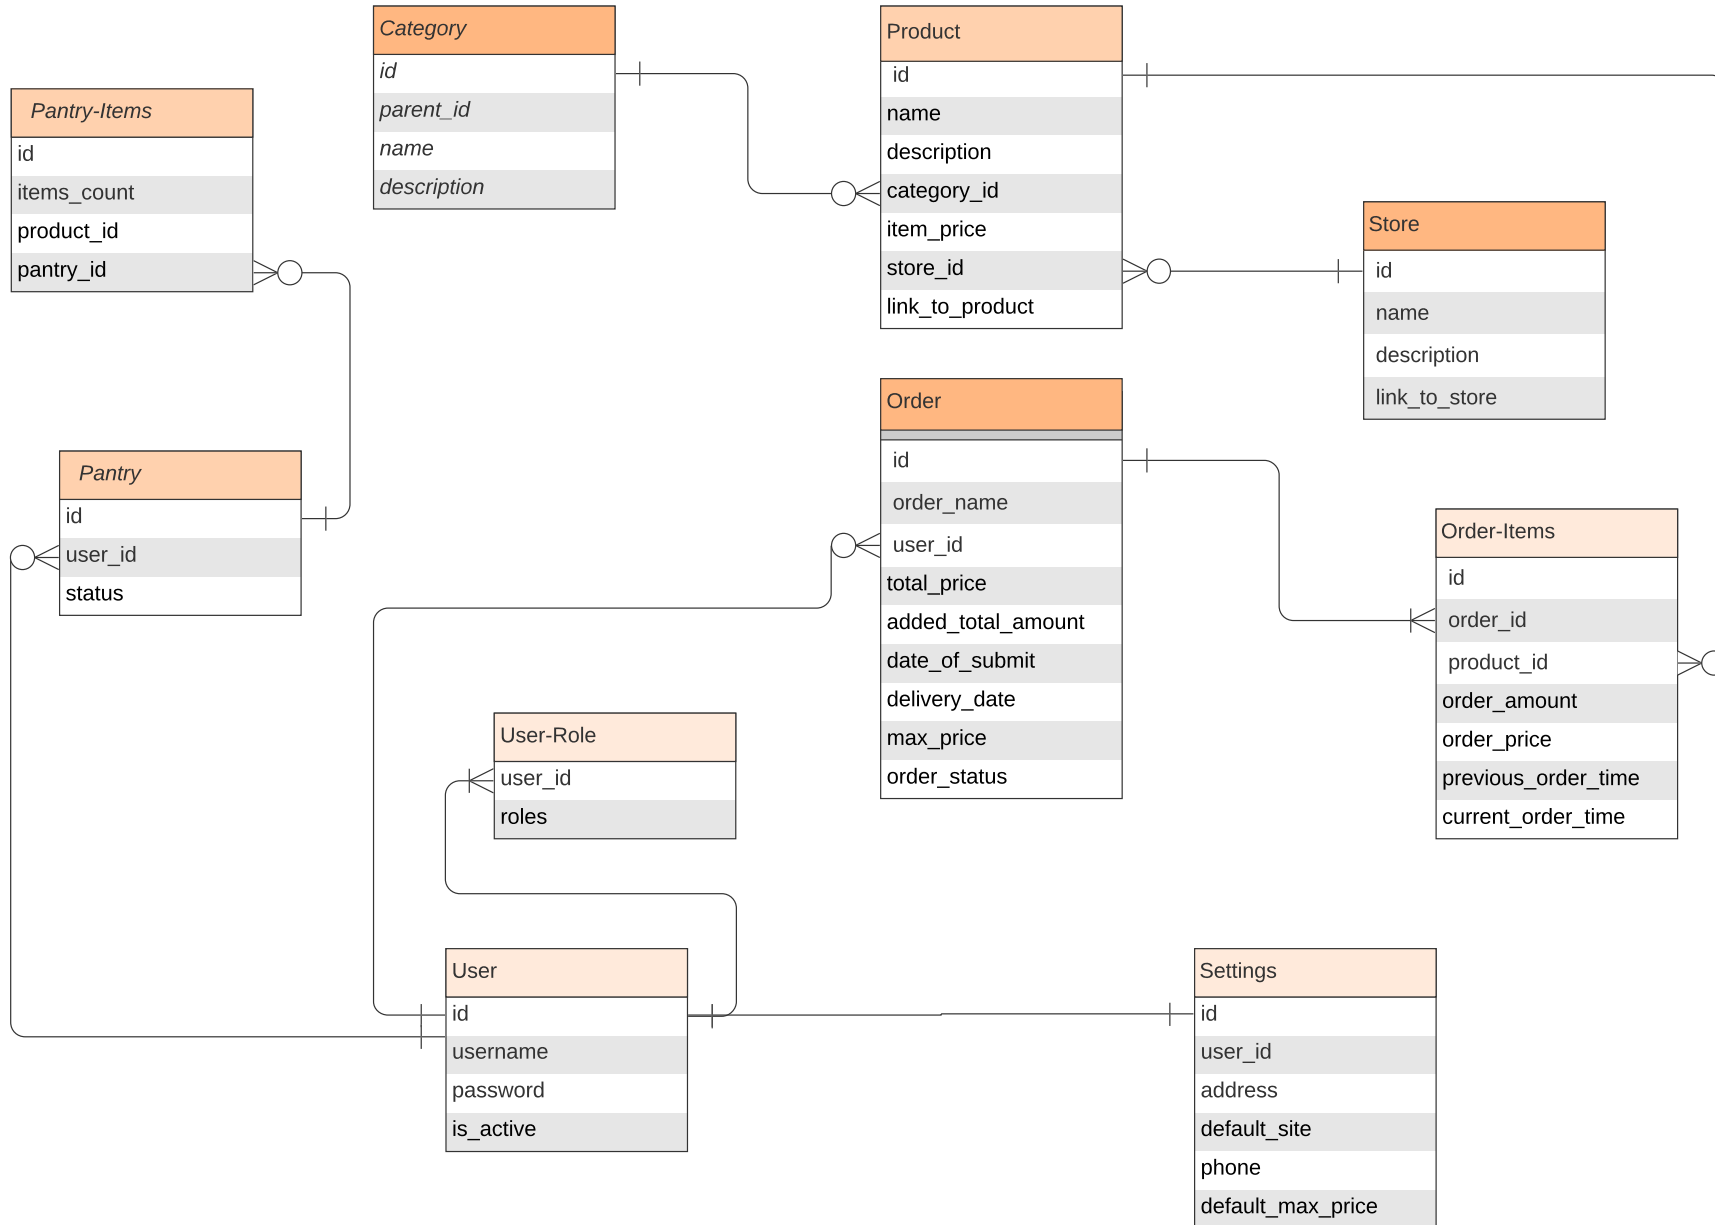 Category
id
parent_id
name
description
Product
id
name
description
category_id
item_price
store_id
link_to_product
Pantry-Items
id
items_count
product_id
pantry_id
Store
id
name
description
link_to_store
Order
id
order_name
user_id
total_price
added_total_amount
date_of_submit
delivery_date
max_price
order_status
Pantry
id
user_id
status
Order-Items
id
order_id
product_id
order_amount
order_price
previous_order_time
current_order_time
User-Role
user_id
roles
User
id
username
password
is_active
Settings
id
user_id
address
default_site
phone
default_max_price